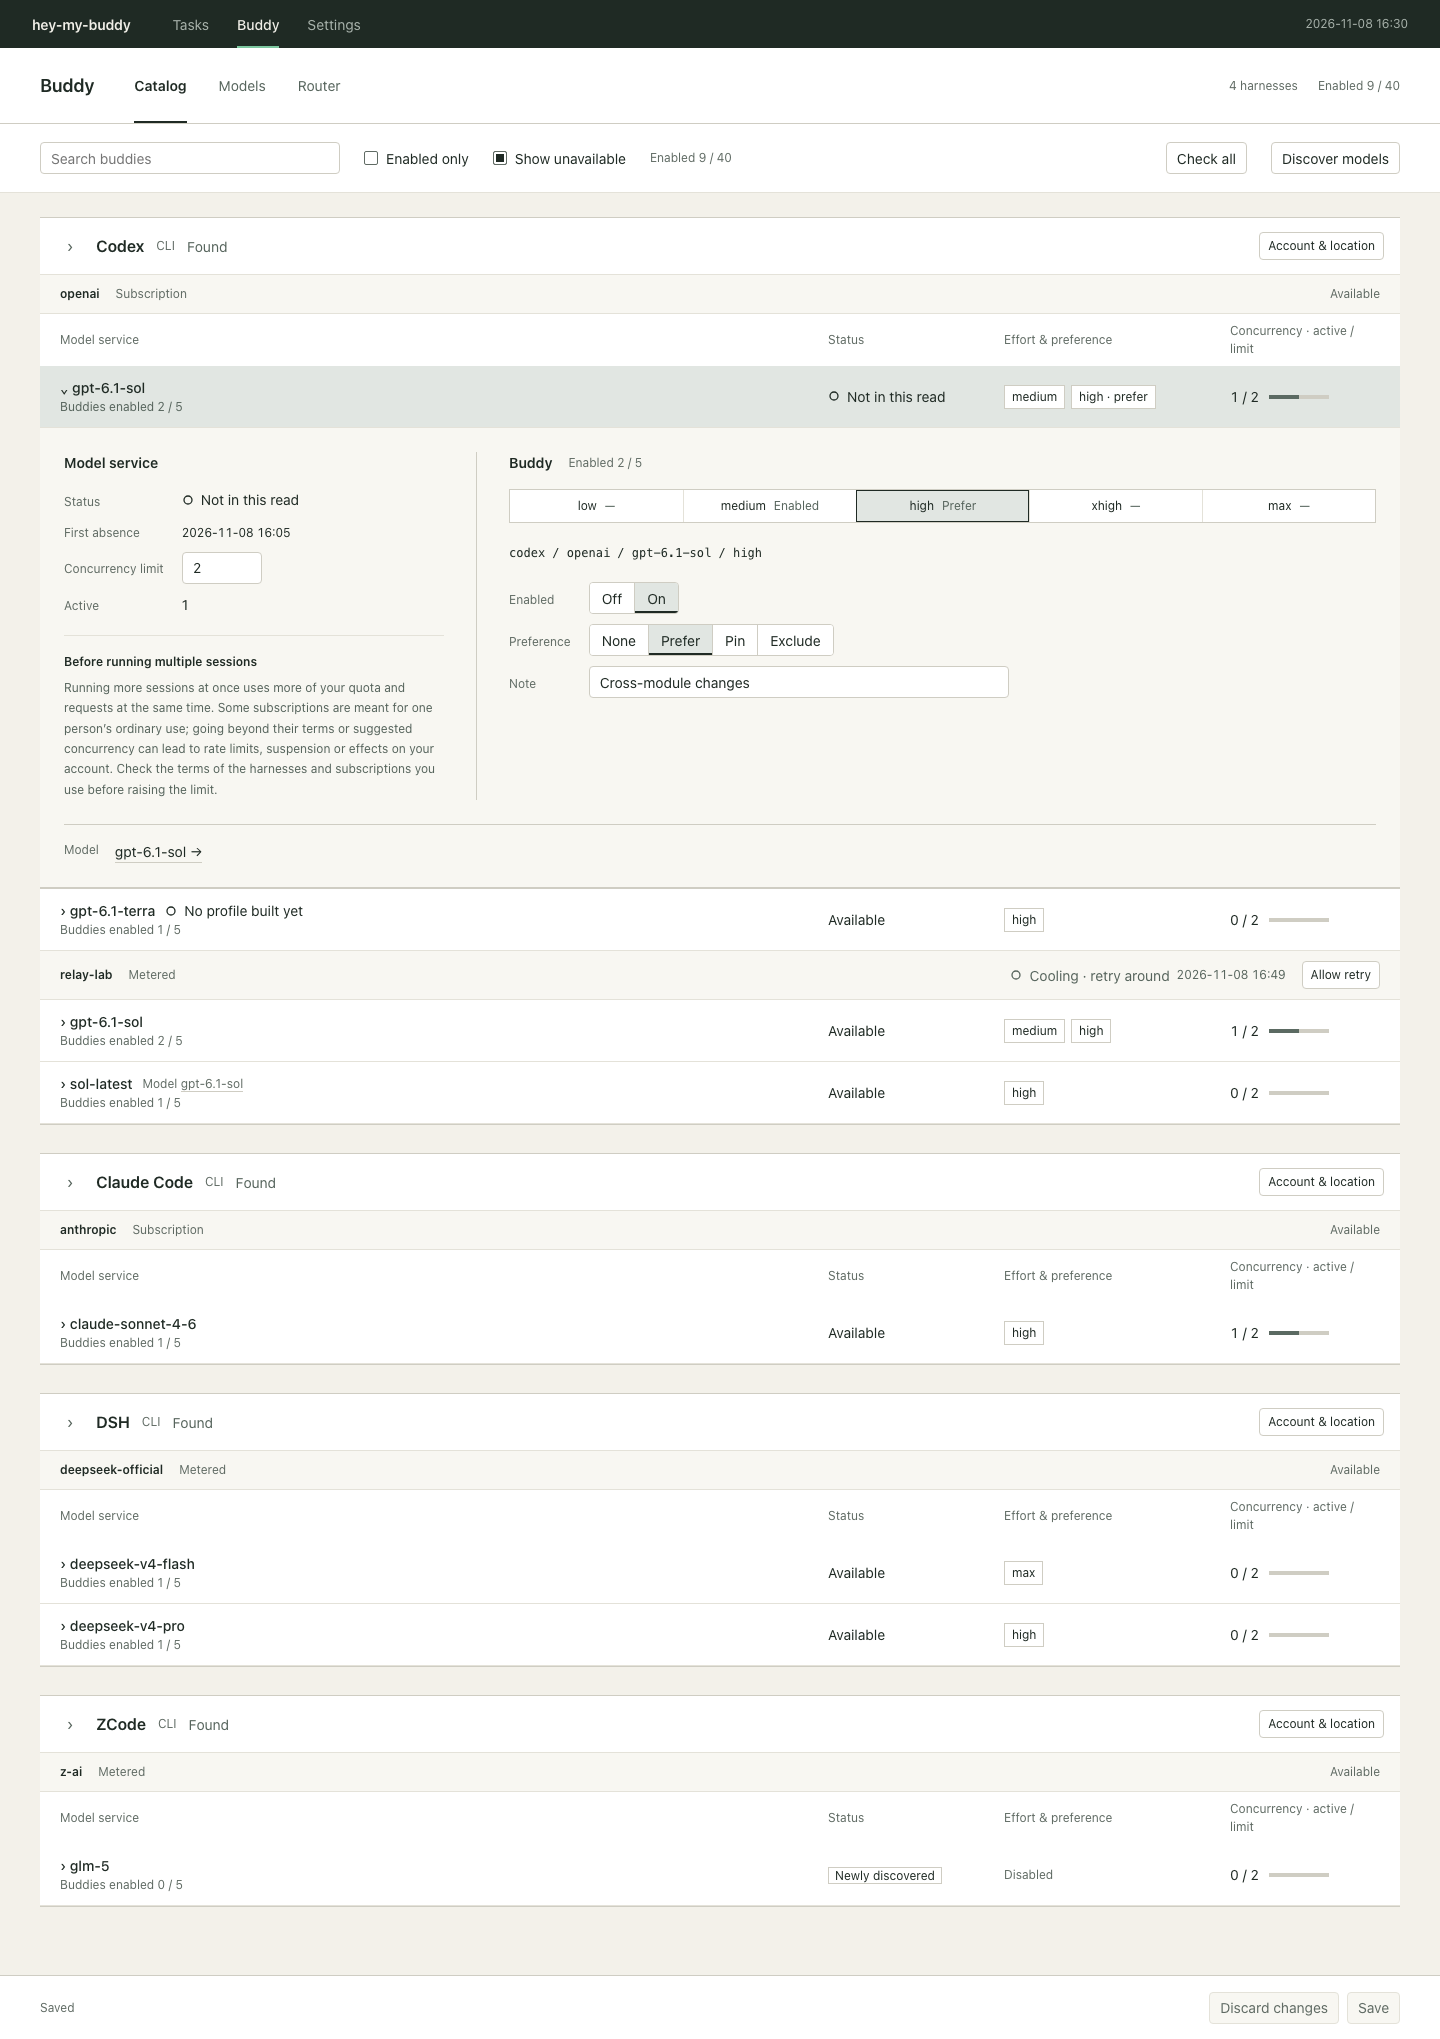 hey-my-buddy Tasks Buddy Settings 2026-11-08 16:30
Buddy Catalog Models Router 4 harnesses Enabled 9 / 40
Search buddies Enabled only Show unavailable Enabled 9 / 40 Check all Discover models
› Codex CLI Found Account & location
openai Subscription Available
Model service Status Effort & preference Concurrency · active / limit
⌄ gpt-6.1-sol Not in this read medium high · prefer 1 / 2
Buddies enabled 2 / 5
Model service
Status Not in this read
First absence 2026-11-08 16:05
Concurrency limit 2
Active 1
Before running multiple sessions
Running more sessions at once uses more of your quota and
requests at the same time. Some subscriptions are meant for one
person's ordinary use; going beyond their terms or suggested
concurrency can lead to rate limits, suspension or effects on your
account. Check the terms of the harnesses and subscriptions you
use before raising the limit.
Buddy Enabled 2 / 5
low — medium Enabled high Prefer xhigh — max —
codex / openai / gpt-6.1-sol / high
Enabled Off On
Preference None Prefer Pin Exclude
Note Cross-module changes
Model gpt-6.1-sol →
› gpt-6.1-terra No profile built yet Available high 0 / 2
Buddies enabled 1 / 5
relay-lab Metered Cooling · retry around 2026-11-08 16:49 Allow retry
› gpt-6.1-sol Available medium high 1 / 2
Buddies enabled 2 / 5
› sol-latest Model gpt-6.1-sol Available high 0 / 2
Buddies enabled 1 / 5
› Claude Code CLI Found Account & location
anthropic Subscription Available
Model service Status Effort & preference Concurrency · active / limit
› claude-sonnet-4-6 Available high 1 / 2
Buddies enabled 1 / 5
› DSH CLI Found Account & location
deepseek-official Metered Available
Model service Status Effort & preference Concurrency · active / limit
› deepseek-v4-flash Available max 0 / 2
Buddies enabled 1 / 5
› deepseek-v4-pro Available high 0 / 2
Buddies enabled 1 / 5
› ZCode CLI Found Account & location
z-ai Metered Available
Model service Status Effort & preference Concurrency · active / limit
› glm-5 Newly discovered Disabled 0 / 2
Buddies enabled 0 / 5
Saved Discard changes Save